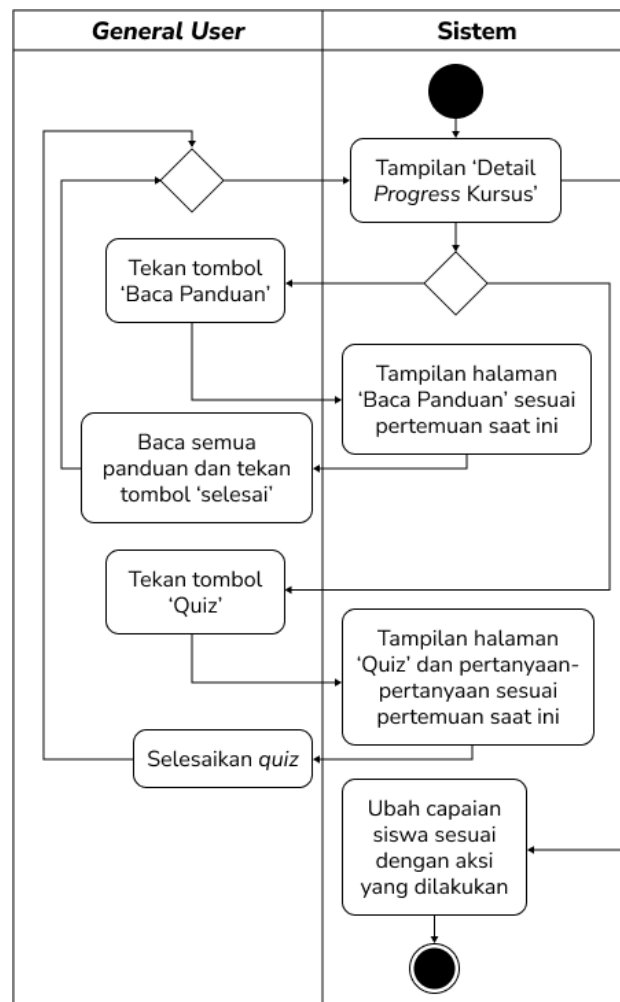 General User
Sistem
Tampilan ‘Detail
Progress Kursus’
Tekan tombol
‘Baca Panduan’
Tampilan halaman
‘Baca Panduan’ sesuai
pertemuan saat ini
Baca semua
panduan dan tekan
tombol ‘selesai’
Tekan tombol
‘Quiz’
Tampilan halaman
‘Quiz’ dan pertanyaan-
pertanyaan sesuai
pertemuan saat ini
Selesaikan quiz
Ubah capaian
siswa sesuai
dengan aksi
yang dilakukan